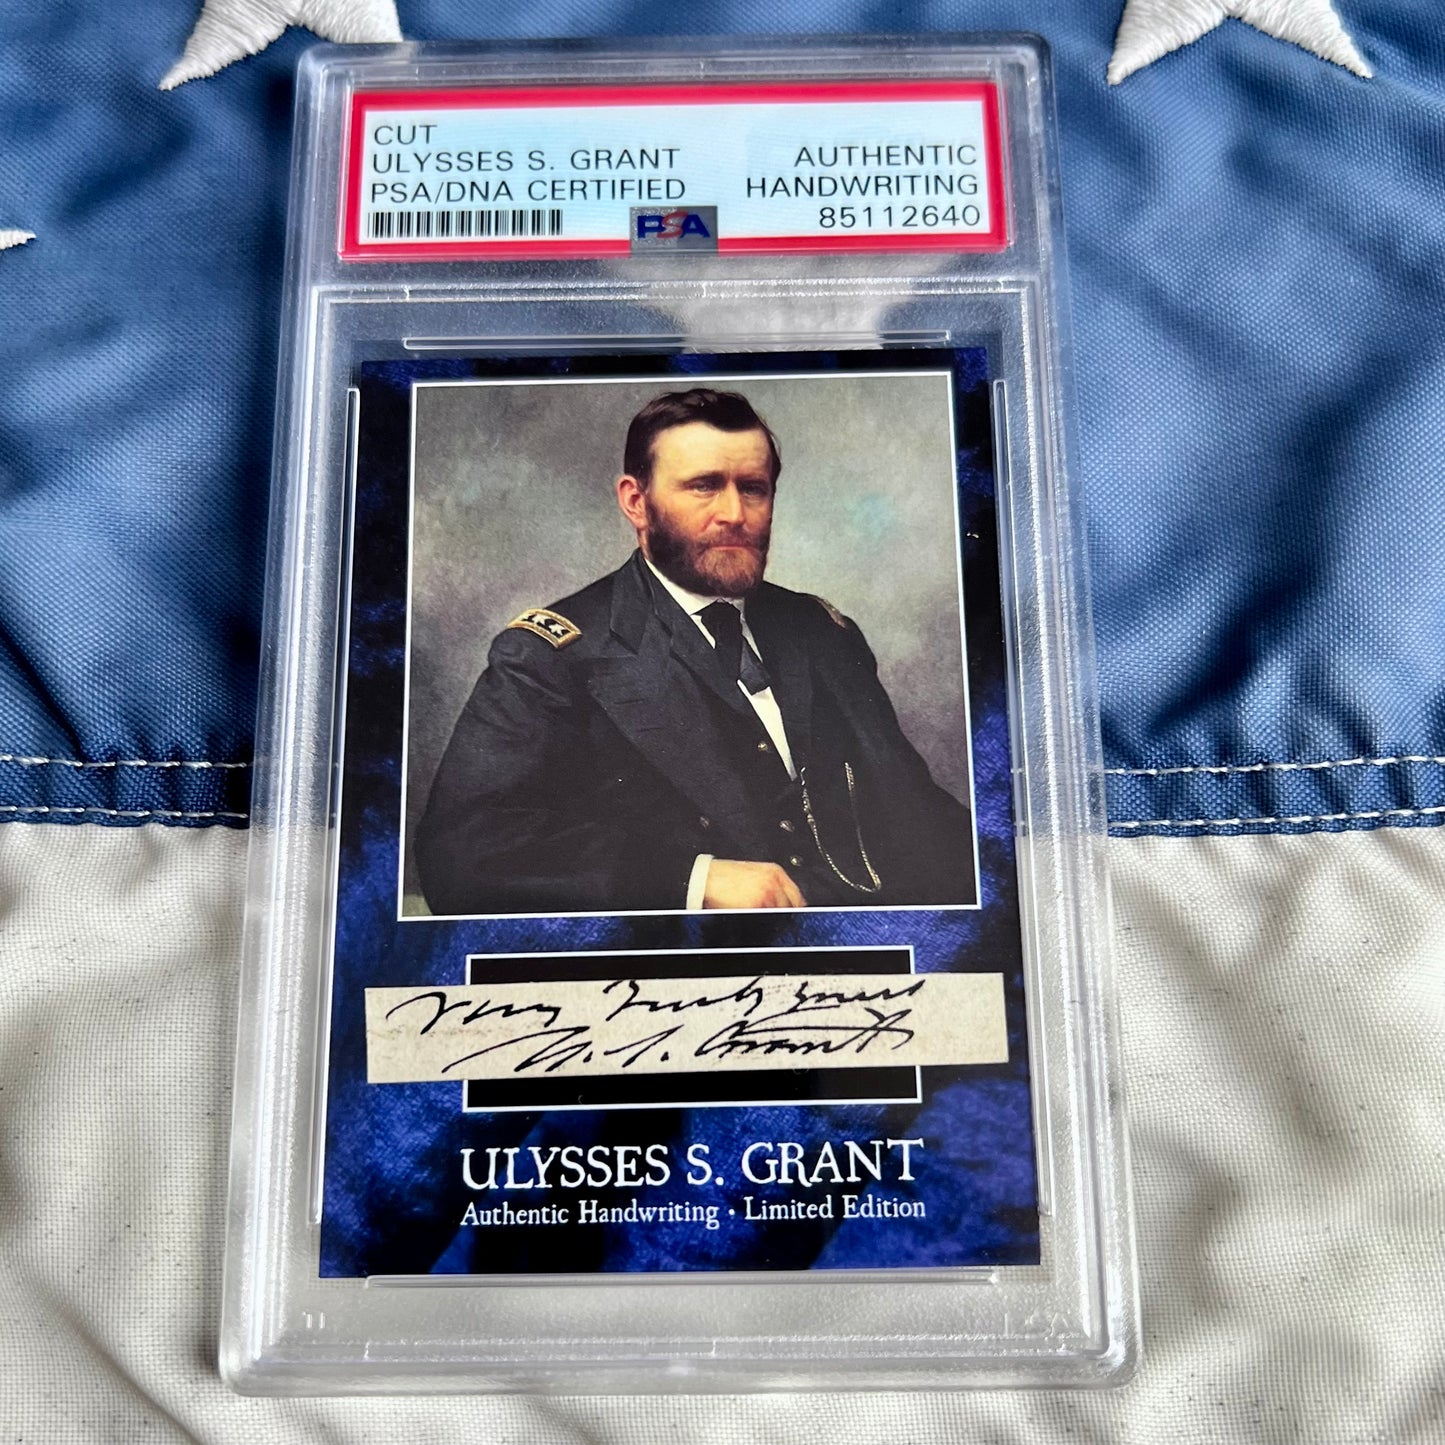 CUT
ULYSSES S. GRANT
PSA/DNA CERTIFIED
AUTHENTIC
HANDWRITING
85112640
PSA
Very Truly yours
U. S. Grant
ULYSSES S. GRANT
Authentic Handwriting • Limited Edition